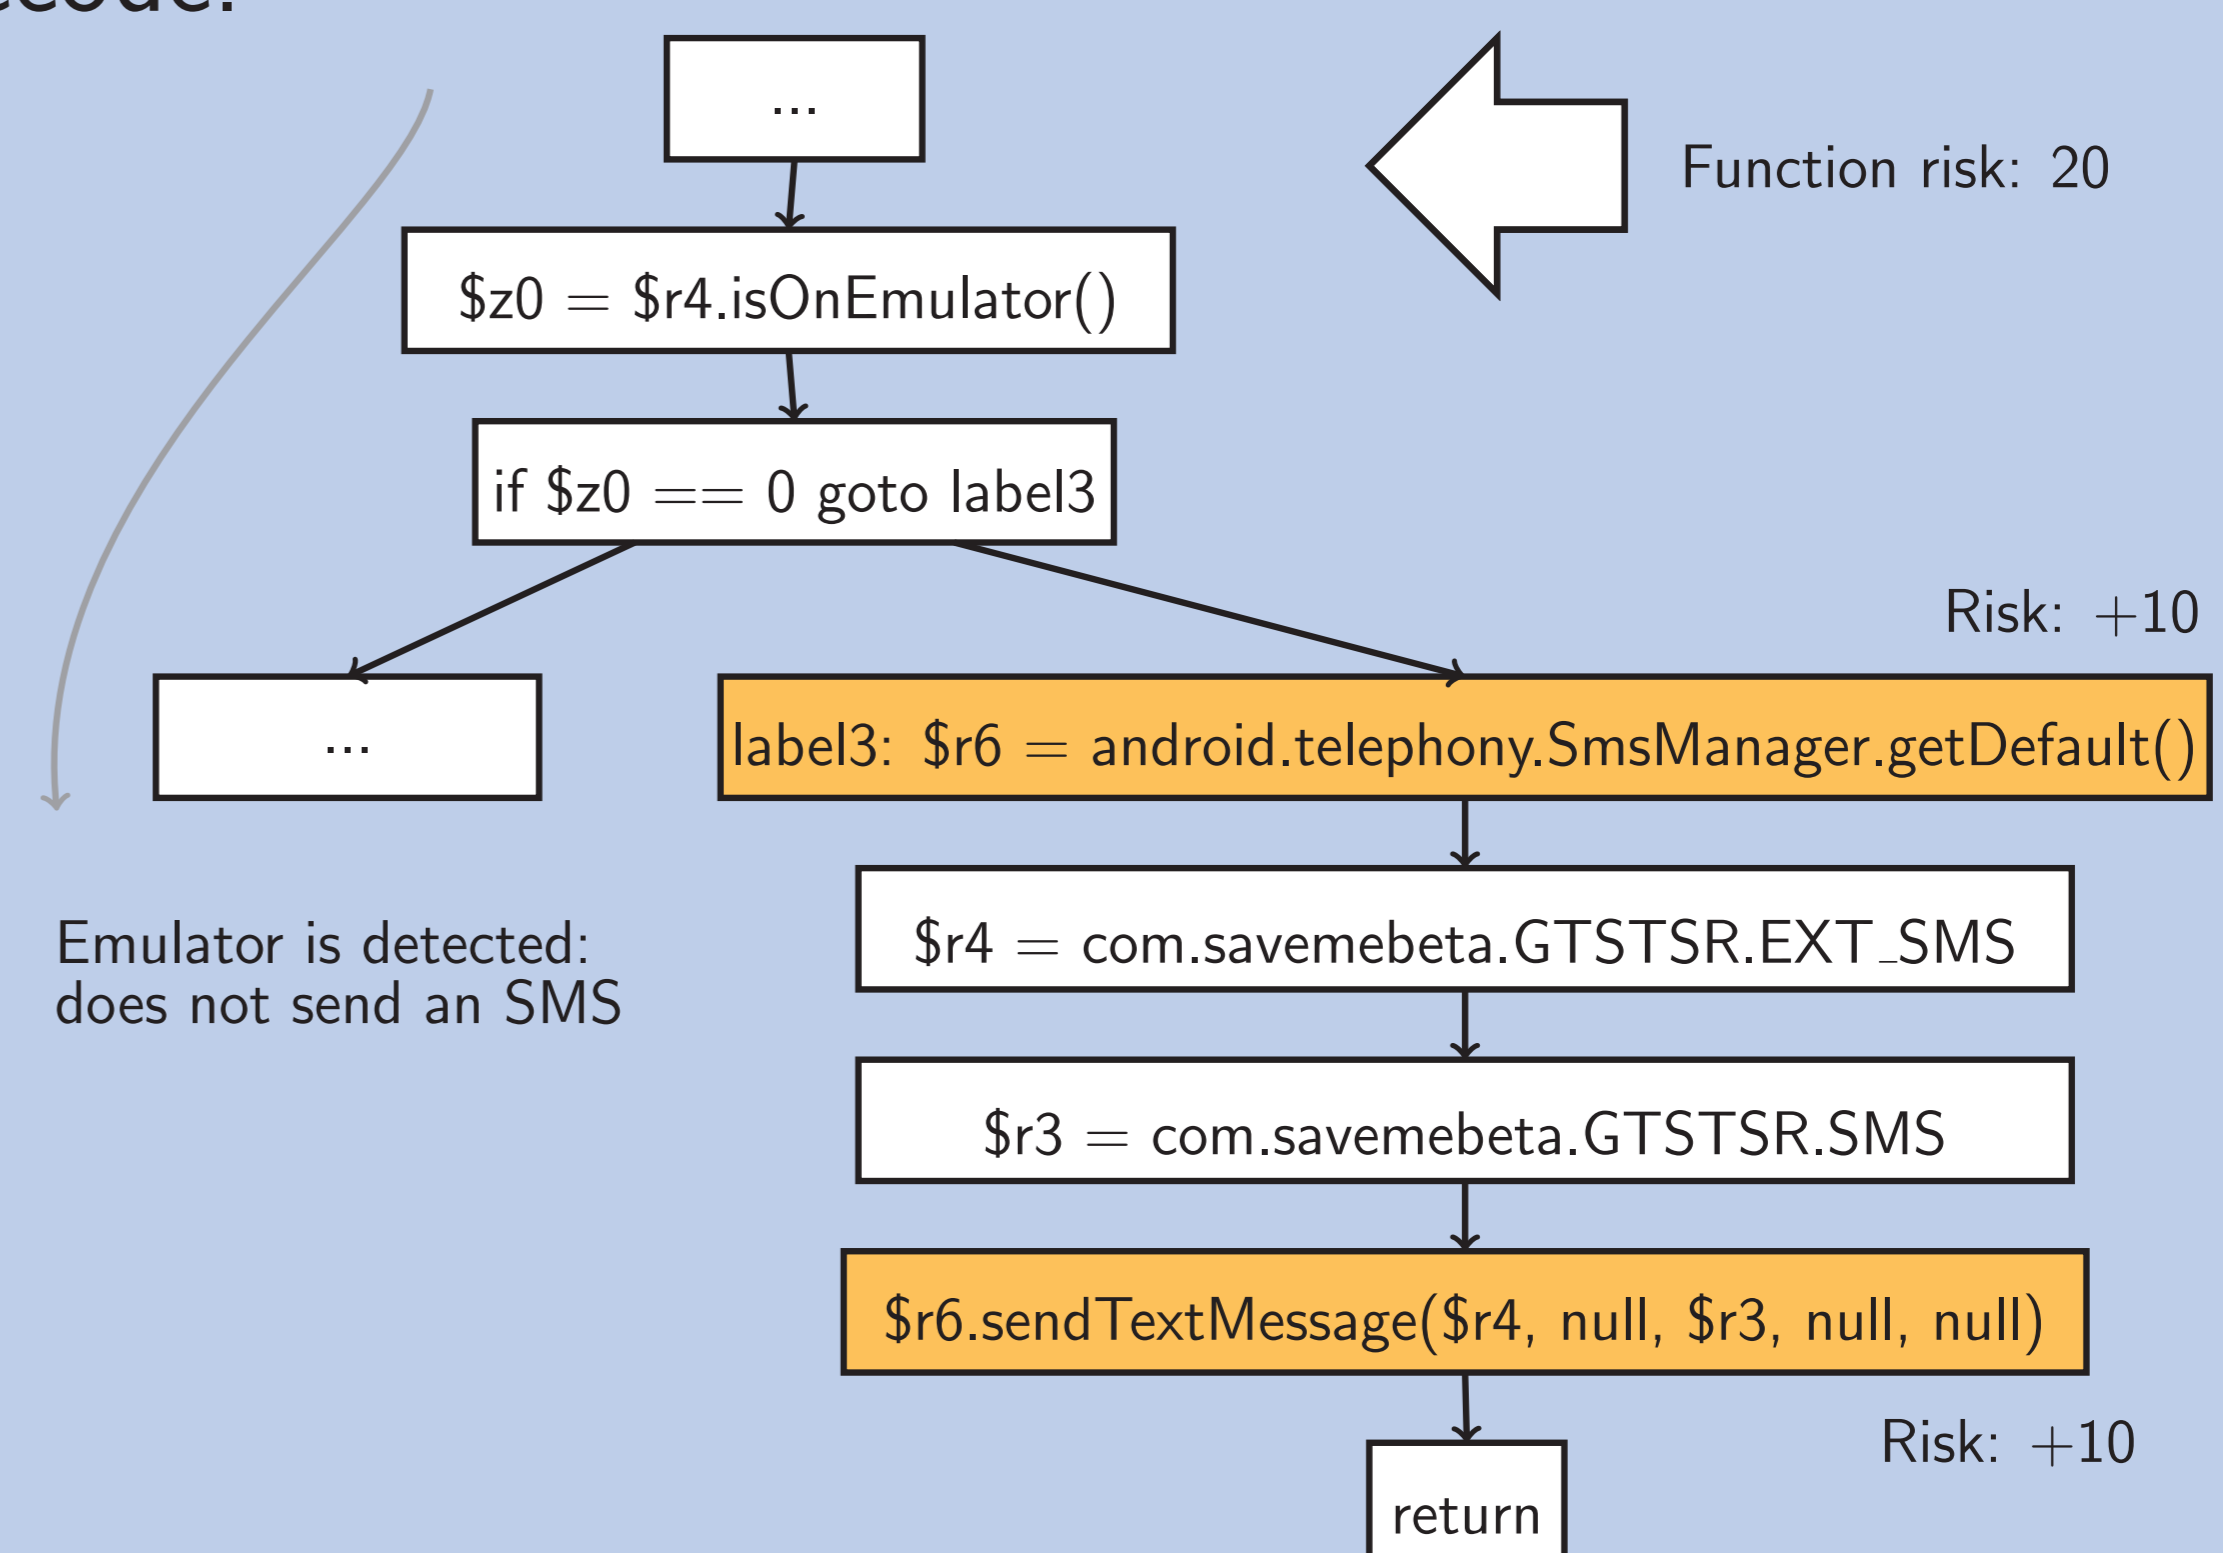 ...
Function risk: 20
$z0 = $r4.isOnEmulator()
if $z0 == 0 goto label3
Risk: +10
...
label3: $r6 = android.telephony.SmsManager.getDefault()
$r4 = com.savemebeta.GTSTSR.EXT_SMS
Emulator is detected:
does not send an SMS
$r3 = com.savemebeta.GTSTSR.SMS
$r6.sendTextMessage($r4, null, $r3, null, null)
Risk: +10
return